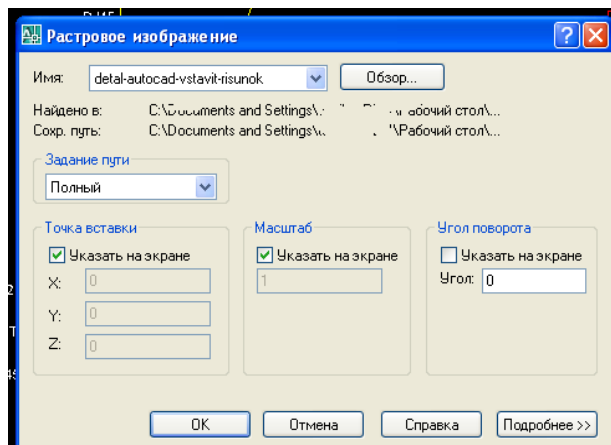 Растровое изображение
Имя: detal-autocad-vstavit-risunok Обзор...
Найдено в: C:\Documents and Settings\ Рабочий стол\...
Сохр. путь: C:\Documents and Settings\ \Рабочий стол\...
Задание пути
Полный
Точка вставки Масштаб Угол поворота
Указать на экране Указать на экране Указать на экране
X: 0 1 Угол: 0
Y: 0
Z: 0
OK Отмена Справка Подробнее >>